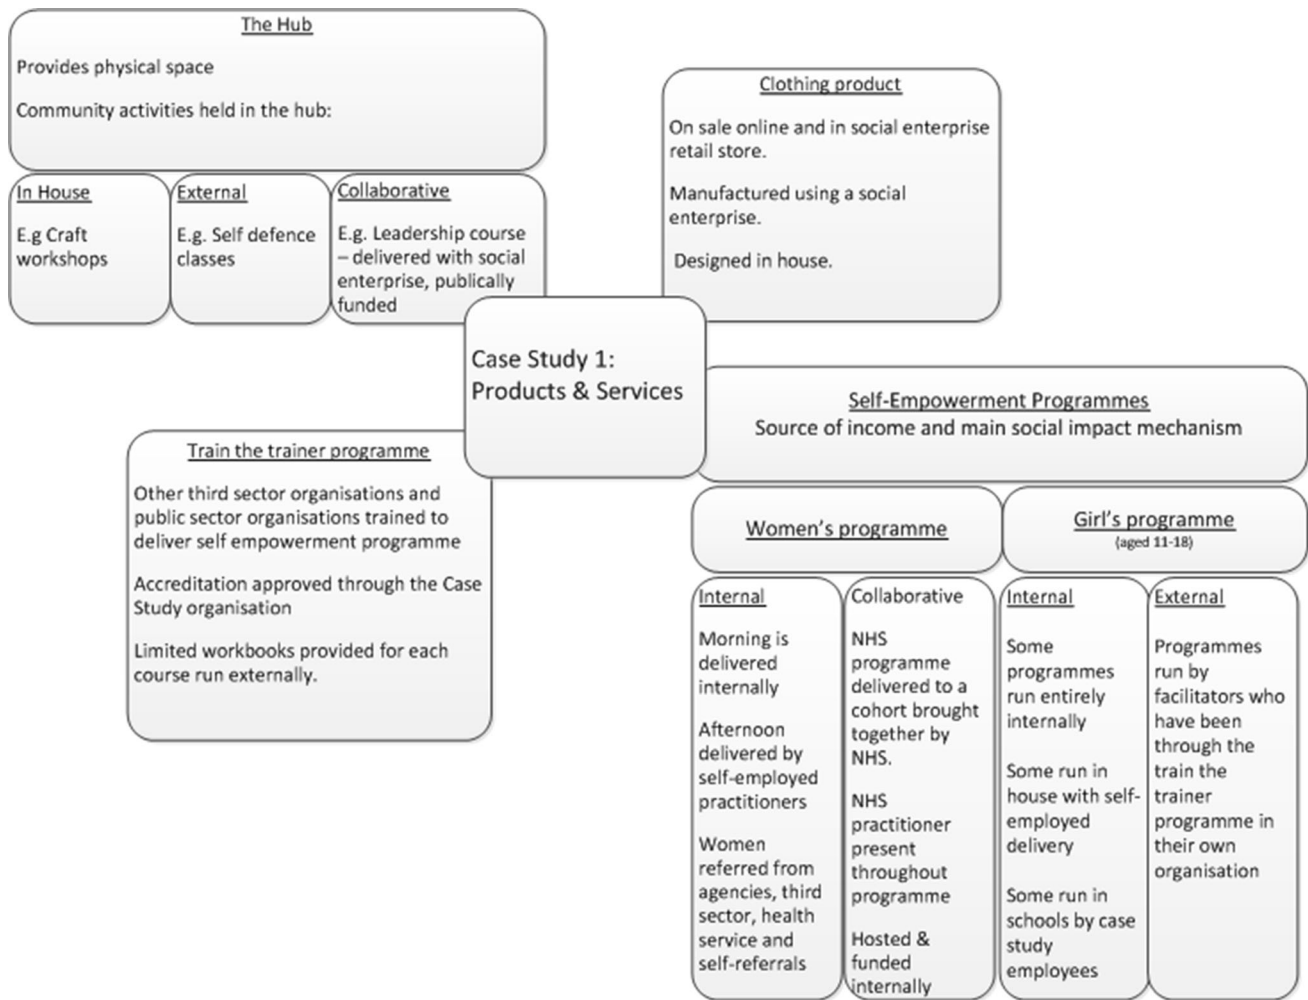 The Hub
Provides physical space
Community activities held in the hub:
In House
E.g Craft
workshops
External
E.g. Self defence
classes
Collaborative
E.g. Leadership course
– delivered with social
enterprise, publically
funded
Clothing product
On sale online and in social enterprise
retail store.
Manufactured using a social
enterprise.
Designed in house.
Case Study 1:
Products & Services
Self-Empowerment Programmes
Source of income and main social impact mechanism
Train the trainer programme
Other third sector organisations and
public sector organisations trained to
deliver self empowerment programme
Accreditation approved through the Case
Study organisation
Limited workbooks provided for each
course run externally.
Women's programme
Girl's programme
(aged 11-18)
Internal
Morning is
delivered
internally
Afternoon
delivered by
self-employed
practitioners
Women
referred from
agencies, third
sector, health
service and
self-referrals
Collaborative
NHS
programme
delivered to a
cohort brought
together by
NHS.
NHS
practitioner
present
throughout
programme
Hosted &
funded
internally
Internal
Some
programmes
run entirely
internally
Some run in
house with self-
employed
delivery
Some run in
schools by case
study
employees
External
Programmes
run by
facilitators who
have been
through the
train the
trainer
programme in
their own
organisation